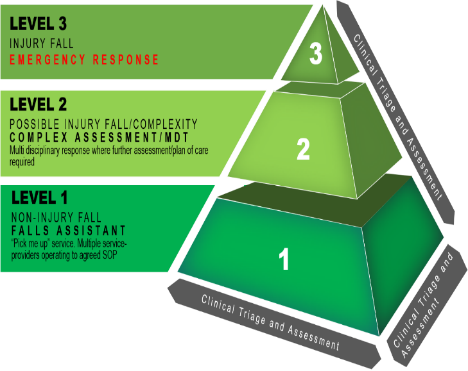 LEVEL 3
INJURY FALL
EMERGENCY RESPONSE
3
LEVEL 2
POSSIBLE INJURY FALL/COMPLEXITY
COMPLEX ASSESSMENT/MDT
Multi disciplinary response where further assessment/plan of care
required
2
LEVEL 1
NON-INJURY FALL
FALLS ASSISTANT
"Pick me up" service. Multiple service-
providers operating to agreed SOP
1
Clinical Triage and Assessment
Clinical Triage and Assessment
Clinical Triage and
Assessment